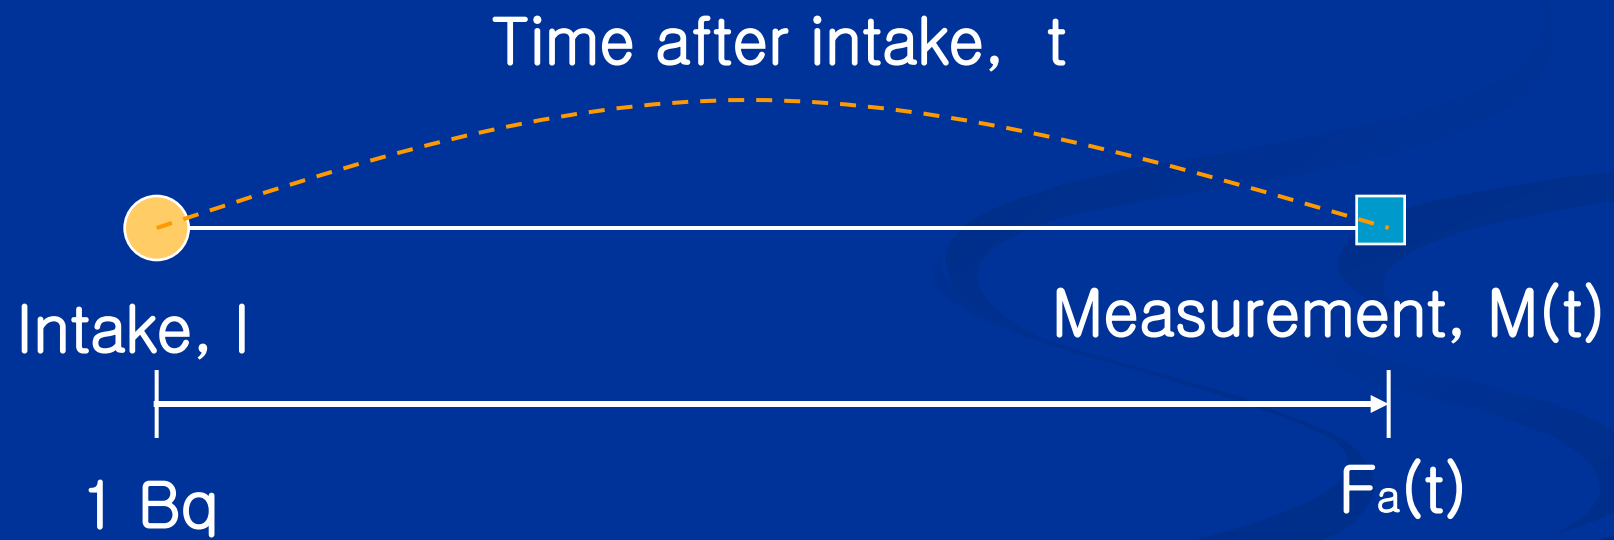 Time after intake, t
Intake, I
Measurement, M(t)
1 Bq
Fa(t)